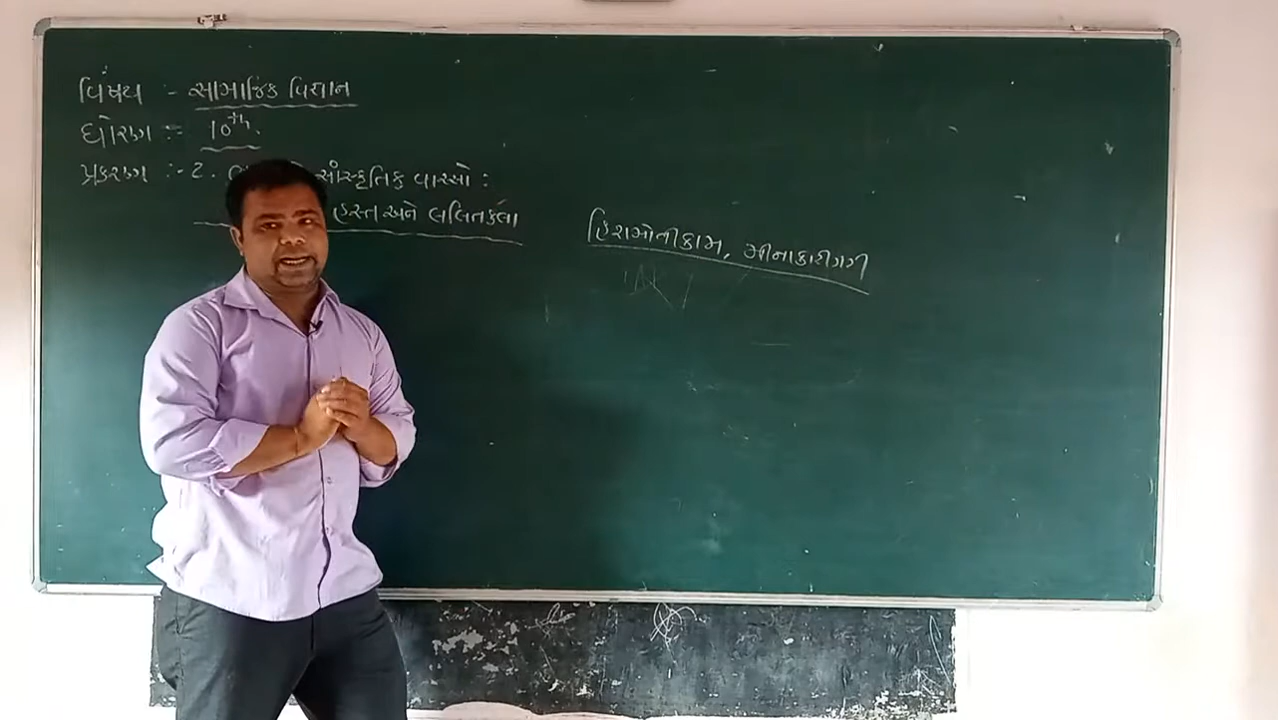 વિષય :- સામાજિક વિજ્ઞાન
ધોરણ :- 10th.
પ્રકરણ :- 2. સાંસ્કૃતિક વારસો :
હસ્ત અને લલિતકલા
હિરામોતીકામ, મીનાકારીગરી